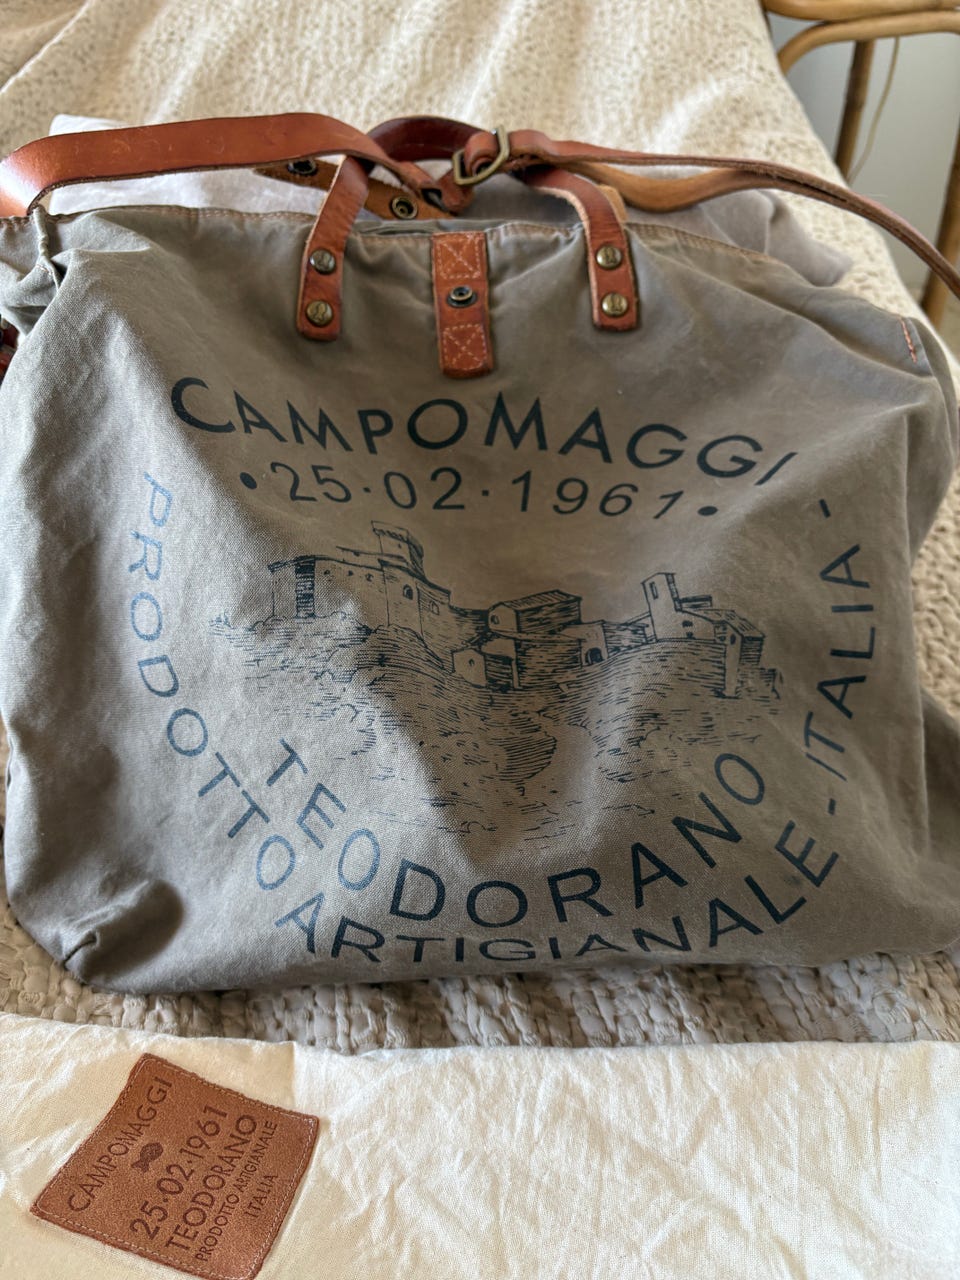 CAMPOMAGGI
•25·02·1961•
PRODOTTO ARTIGIANALE - ITALIA -
TEODORANO
CAMPOMAGGI
25·02·1961
TEODORANO
PRODOTTO ARTIGIANALE
ITALIA